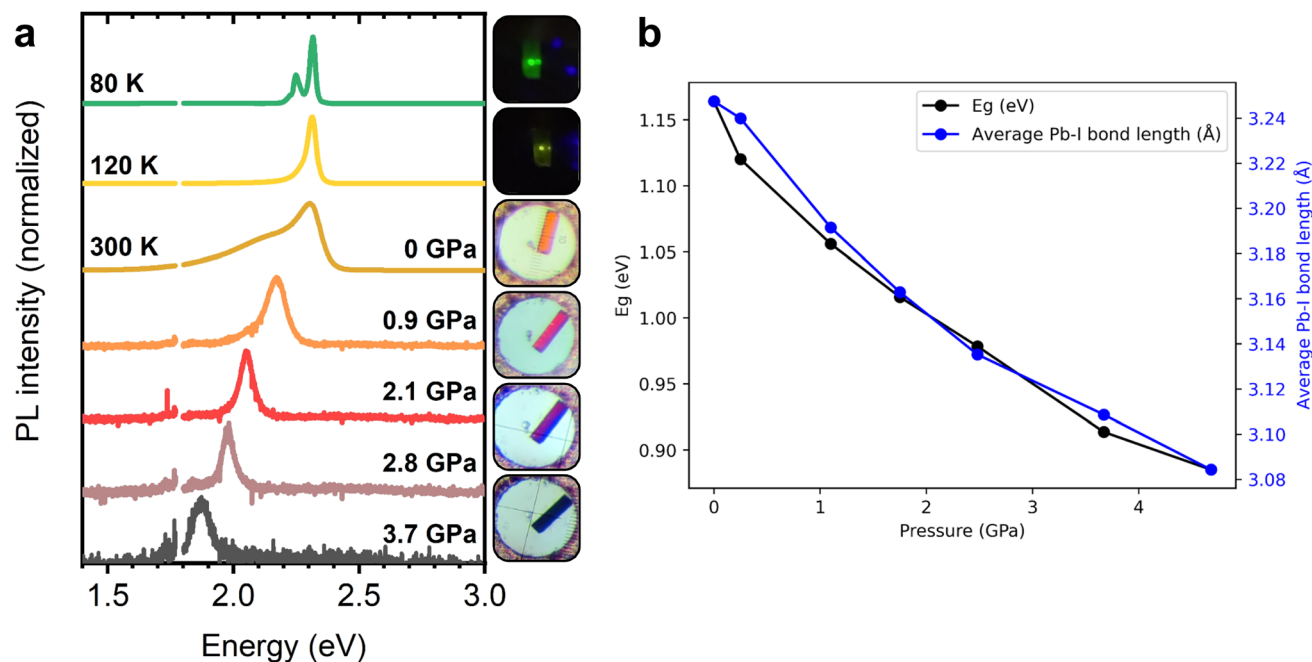 a
PL intensity (normalized)
80 K
120 K
300 K
0 GPa
0.9 GPa
2.1 GPa
2.8 GPa
3.7 GPa
1.5
2.0
2.5
3.0
Energy (eV)
b
Eg (eV)
Average Pb-I bond length (Å)
Eg (eV)
1.15
1.10
1.05
1.00
0.95
0.90
0
1
2
3
4
Pressure (GPa)
3.24
3.22
3.20
3.18
3.16
3.14
3.12
3.10
3.08
Average Pb-I bond length (Å)